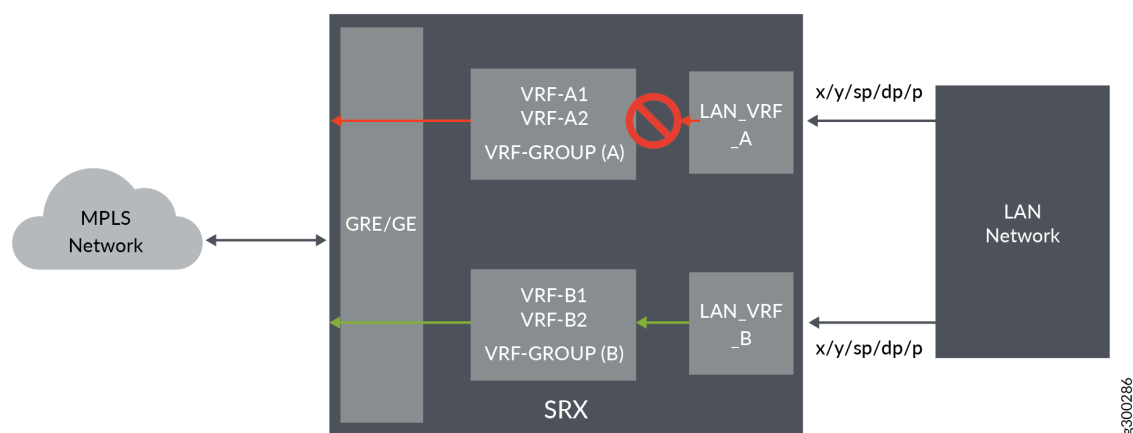 MPLS
Network
GRE/GE
VRF-A1
VRF-A2
VRF-GROUP (A)
LAN_VRF
_A
x/y/sp/dp/p
VRF-B1
VRF-B2
VRF-GROUP (B)
LAN_VRF
_B
x/y/sp/dp/p
LAN
Network
SRX
g300286